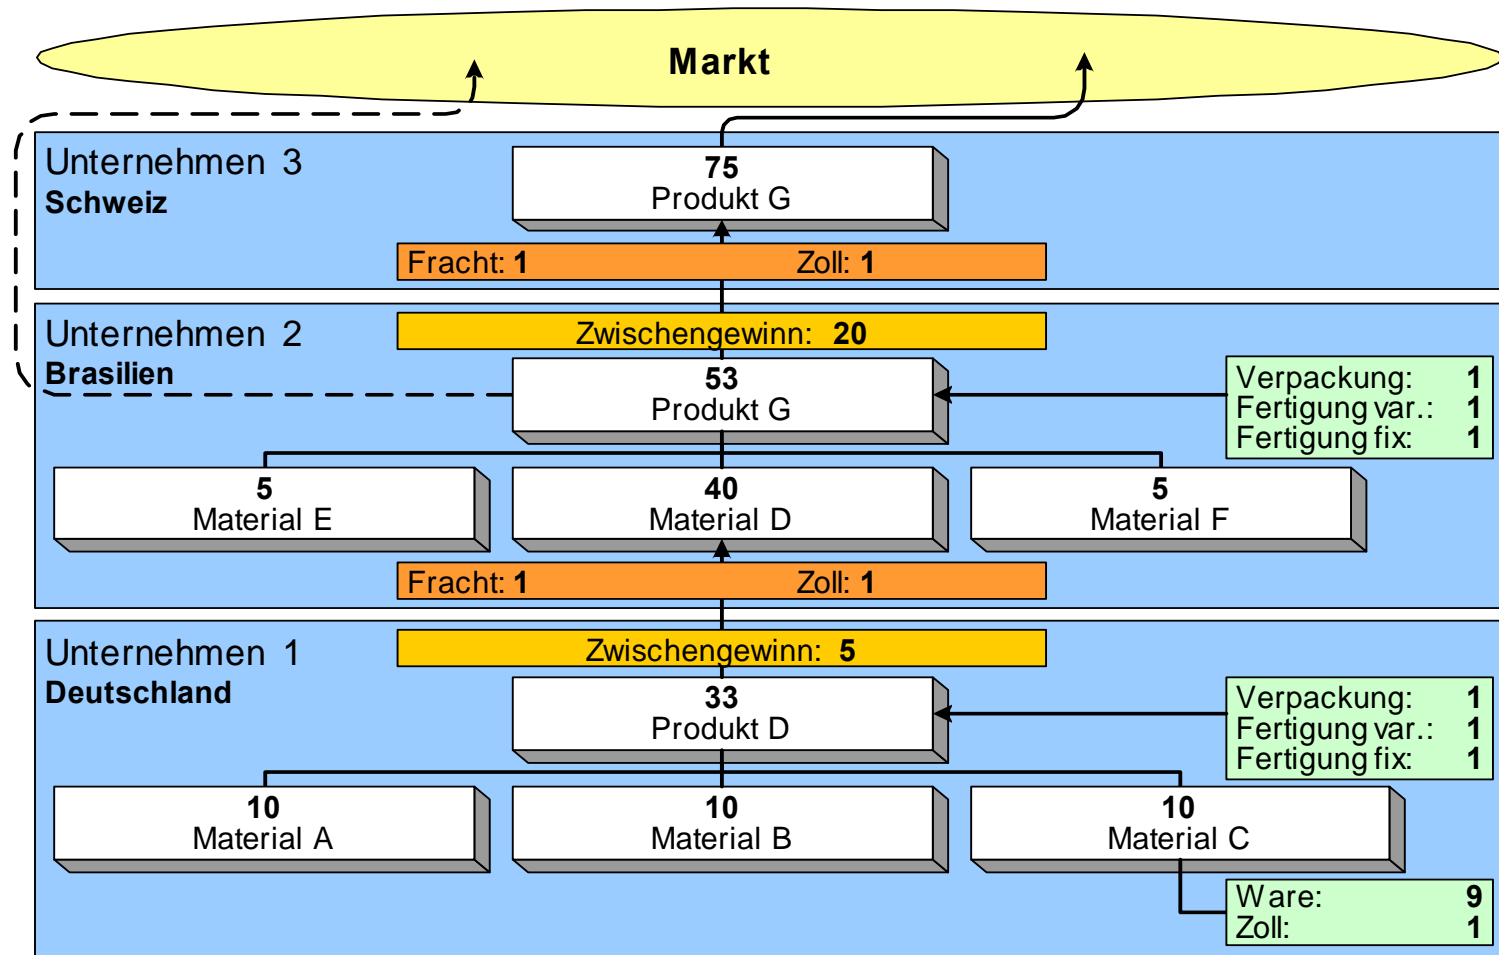 Markt
Unternehmen 3
Schweiz
75
Produkt G
Fracht: 1 Zoll: 1
Unternehmen 2
Brasilien
Zwischengewinn: 20
53
Produkt G
Verpackung: 1
Fertigung var.: 1
Fertigung fix: 1
5
Material E
40
Material D
5
Material F
Fracht: 1 Zoll: 1
Unternehmen 1
Deutschland
Zwischengewinn: 5
33
Produkt D
Verpackung: 1
Fertigung var.: 1
Fertigung fix: 1
10
Material A
10
Material B
10
Material C
Ware: 9
Zoll: 1